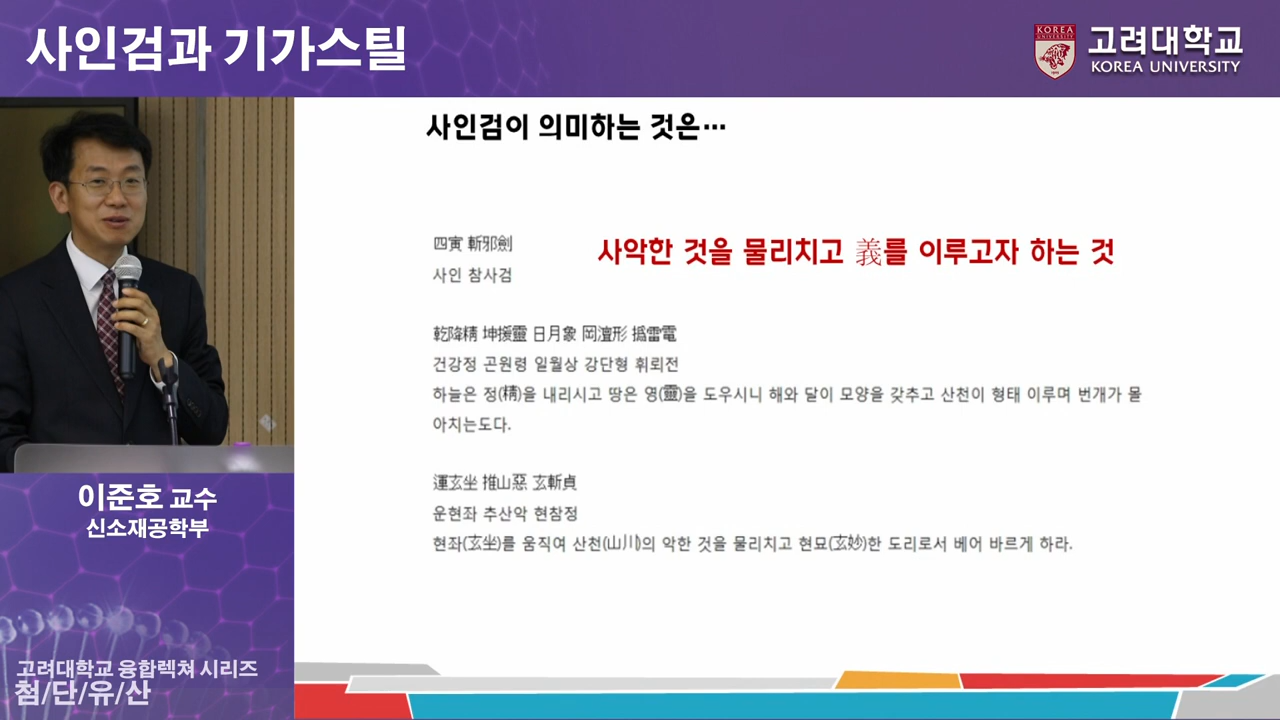 사인검과 기가스틸
KOREA
UNIVERSITY
고려대학교
KOREA UNIVERSITY
사인검이 의미하는 것은…
四寅 斬邪劍
사인 참사검
사악한 것을 물리치고 義를 이루고자 하는 것
乾降精 坤援靈 日月象 岡澶形 撝雷電
건강정 곤원령 일월상 강단형 휘뢰전
하늘은 정(精)을 내리시고 땅은 영(靈)을 도우시니 해와 달이 모양을 갖추고 산천이 형태 이루며 번개가 몰
아치는도다.
運玄坐 推山惡 玄斬貞
운현좌 추산악 현참정
현좌(玄坐)를 움직여 산천(山川)의 악한 것을 물리치고 현묘(玄妙)한 도리로서 베어 바르게 하라.
이준호 교수
신소재공학부
고려대학교 융합렉쳐 시리즈
첨/단/유/산